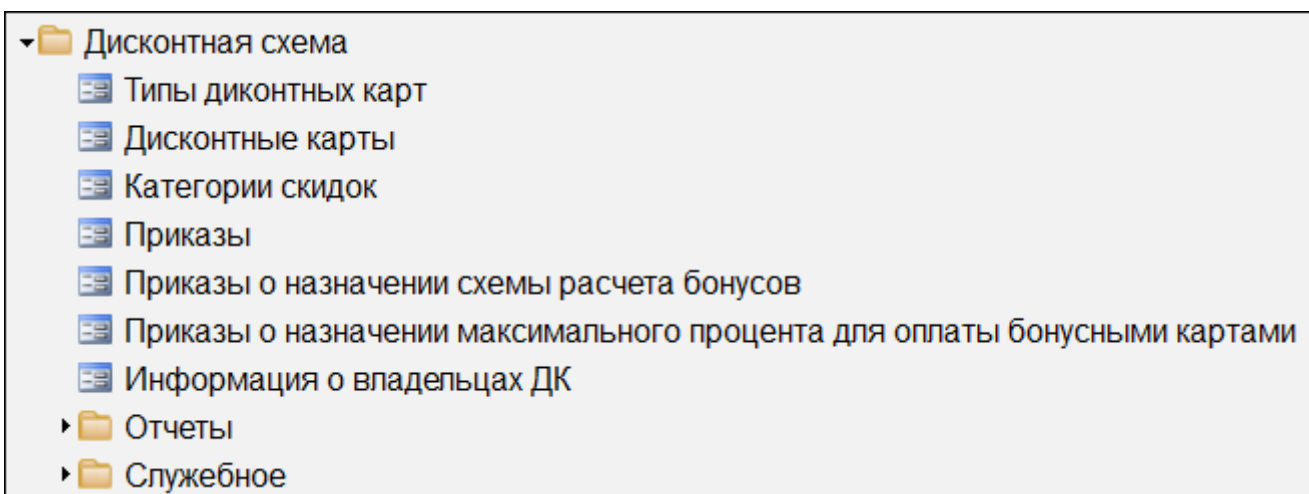 Дисконтная схема
Типы диконтных карт
Дисконтные карты
Категории скидок
Приказы
Приказы о назначении схемы расчета бонусов
Приказы о назначении максимального процента для оплаты бонусными картами
Информация о владельцах ДК
Отчеты
Служебное